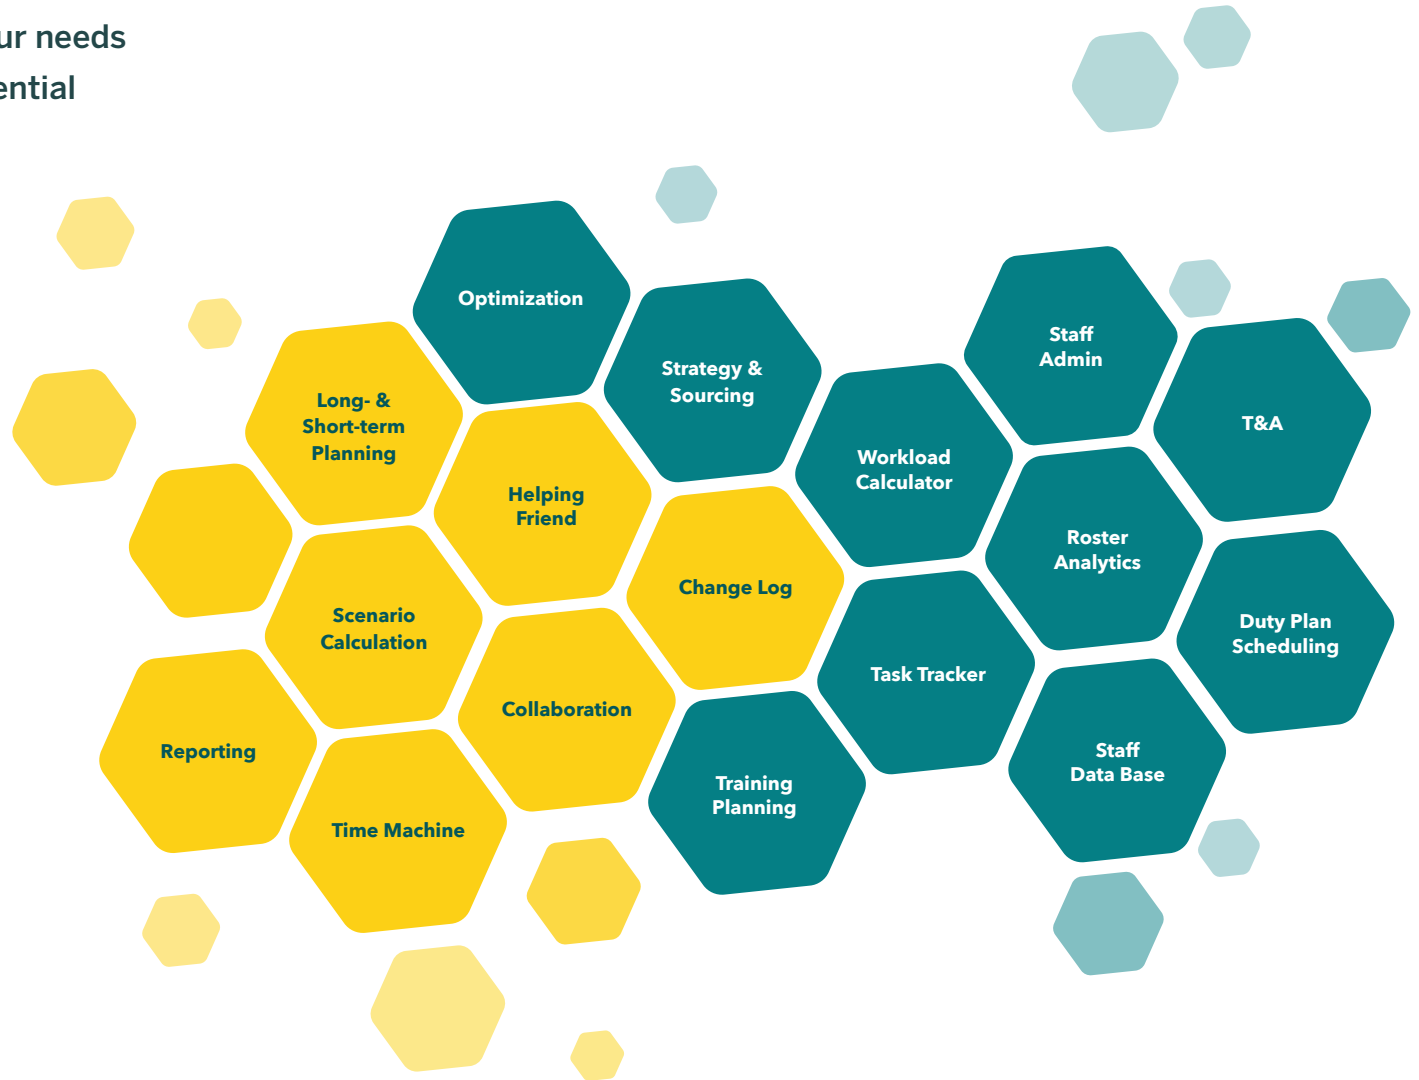 ur needs
ential
Optimization
Strategy &
Sourcing
Staff
Admin
T&A
Long- &
Short-term
Planning
Helping
Friend
Workload
Calculator
Change Log
Roster
Analytics
Scenario
Calculation
Duty Plan
Scheduling
Collaboration
Task Tracker
Reporting
Time Machine
Training
Planning
Staff
Data Base